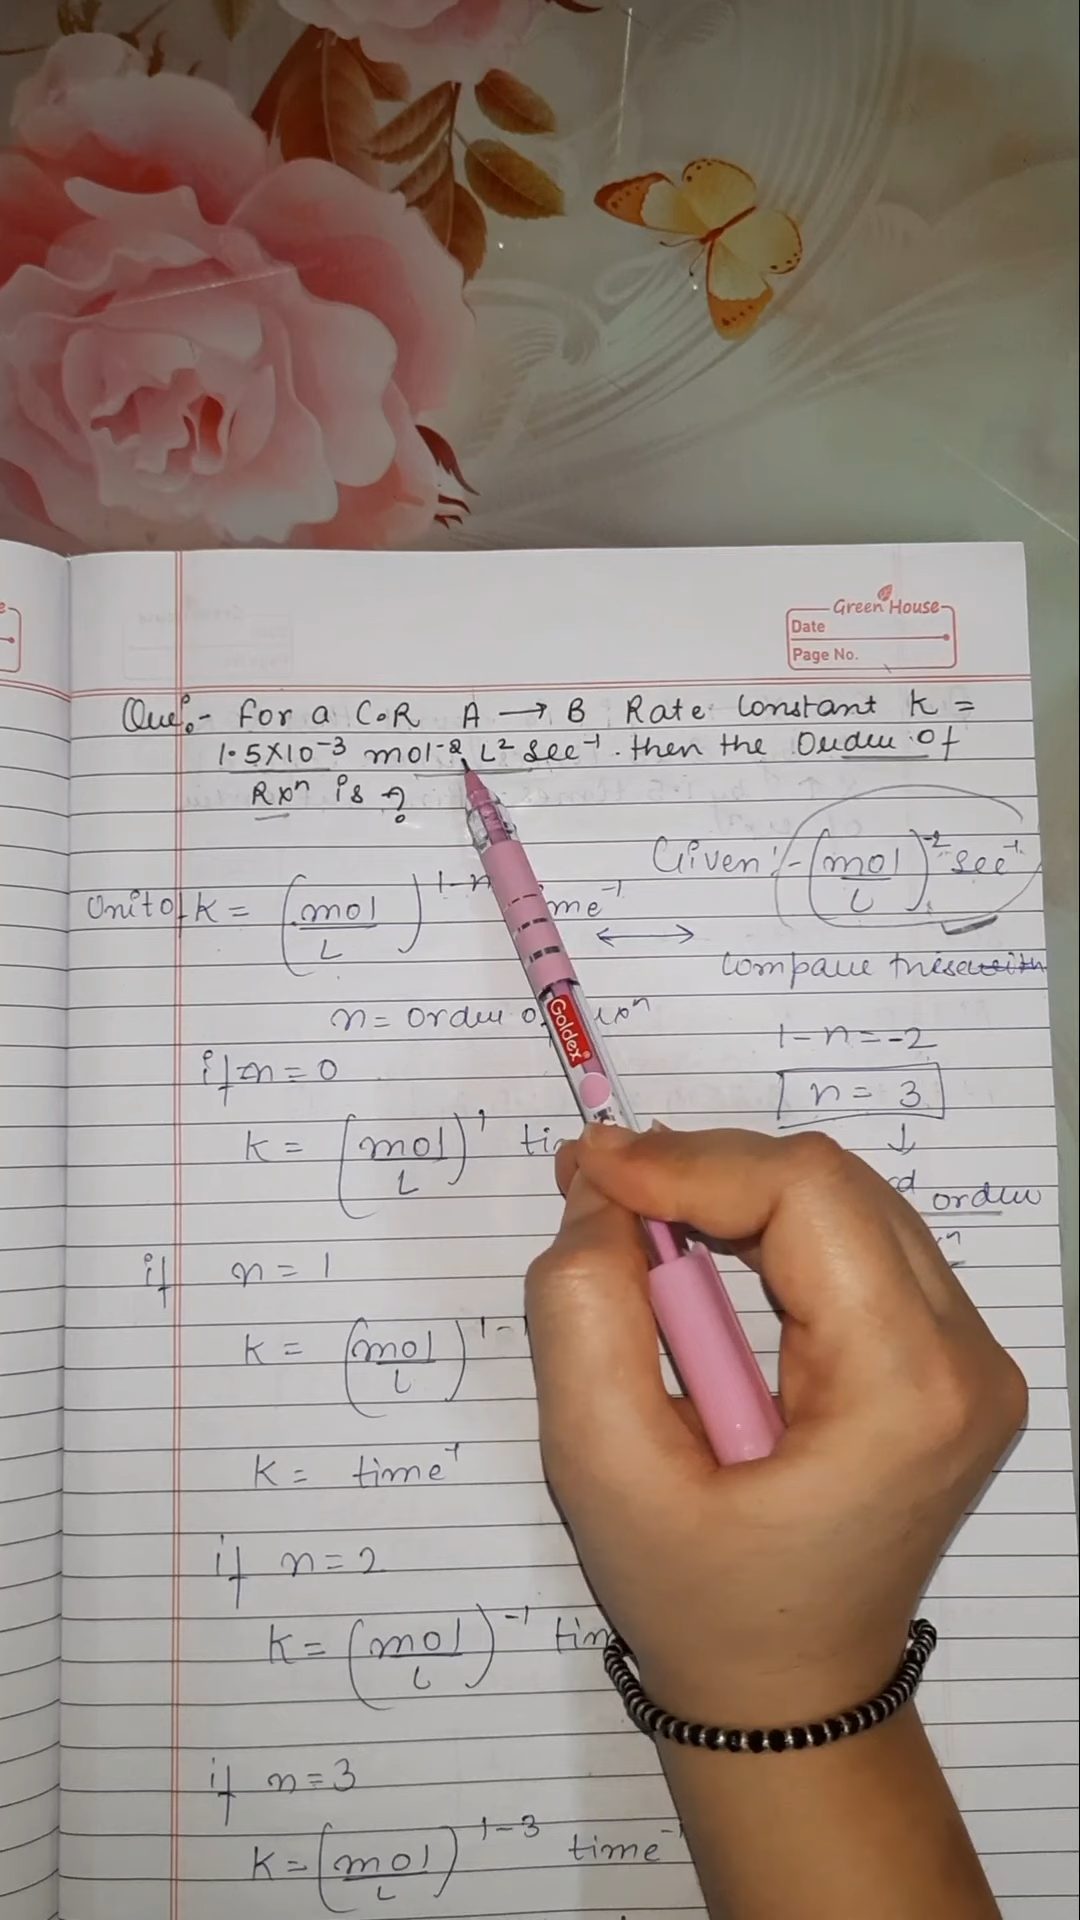 Green House
Date
Page No.
Que:- for a C.R A → B Rate Constant K =
1.5×10⁻³ mol⁻² L² Sec⁻¹. then the Order of
Rxⁿ is ?
Given:- (mol/L)⁻² Sec⁻¹
Unit of K = (mol/L)¹⁻ⁿ
Compare
n = Order of
1-n = -2
if n = 0
n = 3
↓
K = (mol/L)¹
order
if n = 1
K = (mol/L)
K = time⁻¹
if n = 2
K = (mol/L)⁻¹
if n = 3
K = (mol/L)¹⁻³ time⁻¹
Goldex